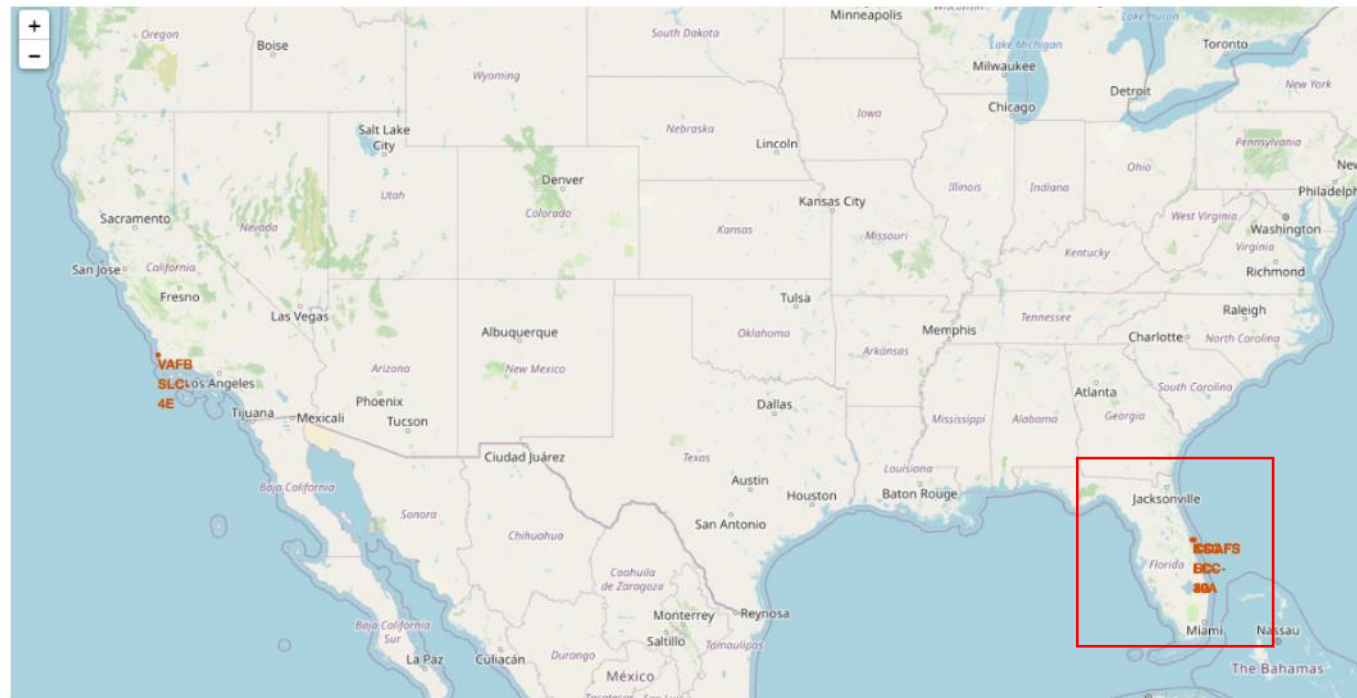 +
−
Minneapolis
Oregon
Boise
South Dakota
Lake Huron
Toronto
Lake Michigan
Milwaukee
Wyoming
Detroit
New York
Chicago
Iowa
Salt Lake
City
Nebraska
Lincoln
Pennsylvania
Ohio
Denver
Utah
Illinois
Indiana
Philadelph
Kansas City
Sacramento
Nevada
Colorado
West Virginia
Kansas
Missouri
Washington
Virginia
Kentucky
San Jose
California
Richmond
Fresno
Tulsa
Las Vegas
Raleigh
Tennessee
Albuquerque
Oklahoma
Memphis
Charlotte
North Carolina
Arkansas
VAFB
Arizona
New Mexico
SLC-
Los Angeles
South Carolina
Atlanta
4E
Phoenix
Dallas
Tijuana
Mexicali
Tucson
Mississippi
Alabama
Georgia
Ciudad Juárez
Texas
Louisiana
Austin
Baja California
Houston
Baton Rouge
Jacksonville
Sonora
San Antonio
Chihuahua
Florida
Coahuila
de Zaragoza
Monterrey
Reynosa
Baja California
Sur
Saltillo
Tamaulipas
Miami
Nassau
La Paz
Culiacán
Durango
México
The Bahamas